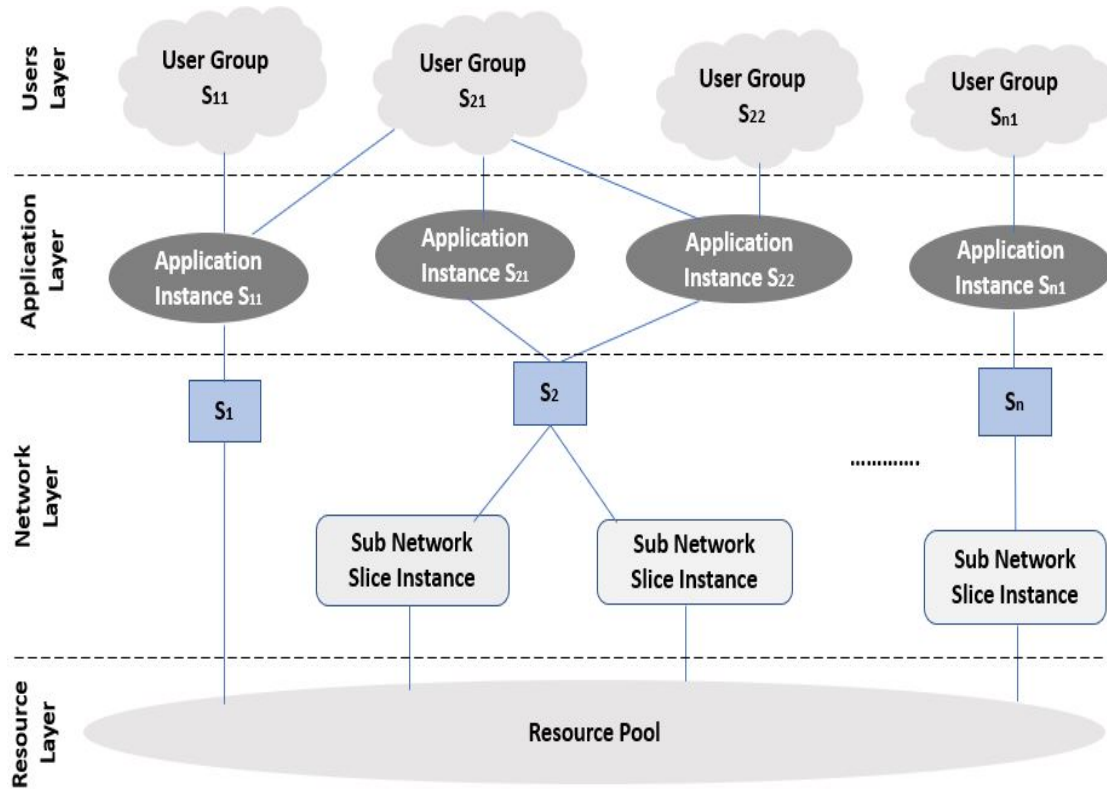 Users
Layer
User Group
S11
User Group
S21
User Group
S22
User Group
Sn1
Application
Layer
Application
Instance S11
Application
Instance S21
Application
Instance S22
Application
Instance Sn1
Network
Layer
S1
S2
Sn
.............
Sub Network
Slice Instance
Sub Network
Slice Instance
Sub Network
Slice Instance
Resource
Layer
Resource Pool